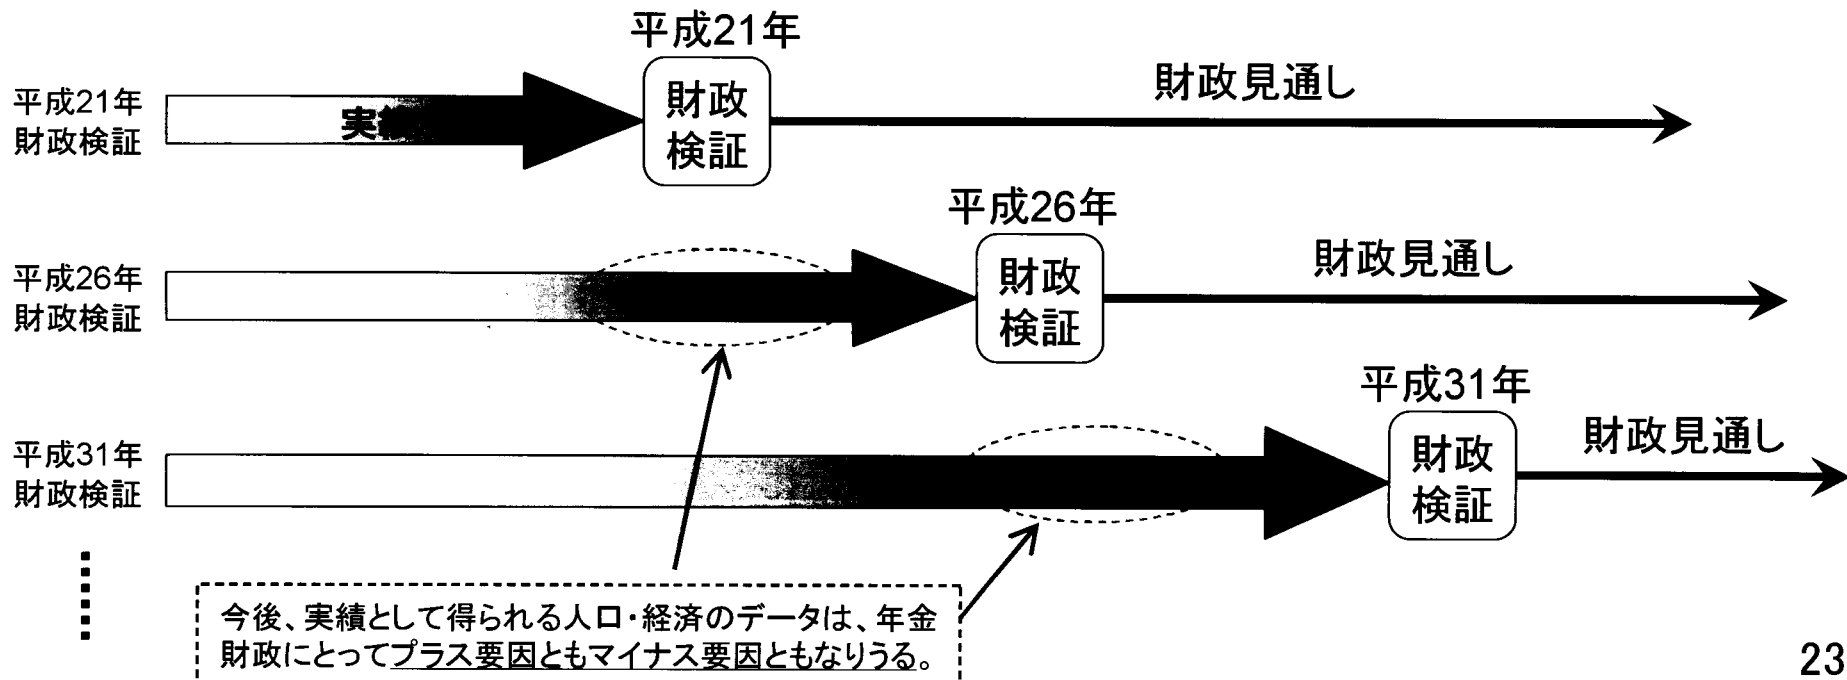 平成21年
財政検証
実績
平成21年
財政
検証
財政見通し
平成26年
財政検証
平成26年
財政
検証
財政見通し
平成31年
財政検証
平成31年
財政
検証
財政見通し
今後、実績として得られる人口・経済のデータは、年金
財政にとってプラス要因ともマイナス要因ともなりうる。
23